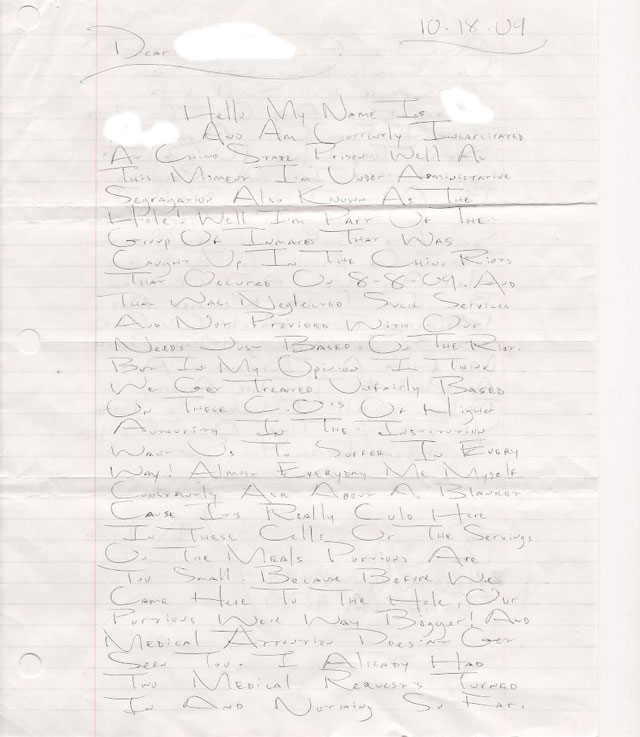 10-18-09
Dear
Hello My Name Is
And Am Currently Incarcirated
At Chino State Prison. Well At
This Moment I'm Under Administrative
Segragation Also Known As The
Hole! Well I'm Part Of The
Group Of Inmates That Was
Caught Up In The Chino Riots
That Occured On 8-8-09. And
That Was Neglected Such Services
And Not Provided With Our
Needs Just Based On The Riot.
But In My Opinion I Think
We Get Treated Unfairly Based
On These C.O's Of Higher
Authority In The Institution
Want Us To Suffer In Every
Way! Almost Everyday Me Myself
Constantly Ask About A Blanket
Cause Its Really Cold Here
In These Cells. Or The Servings
On The Meals Portions Are
Too Small. Because Before We
Came Here To The Hole, Our
Portions Were Way Bigger! And
Medical Attention Doesn't Get
Seen Too. I Already Had
Two Medical Request's Turned
In And Nothing So Far.